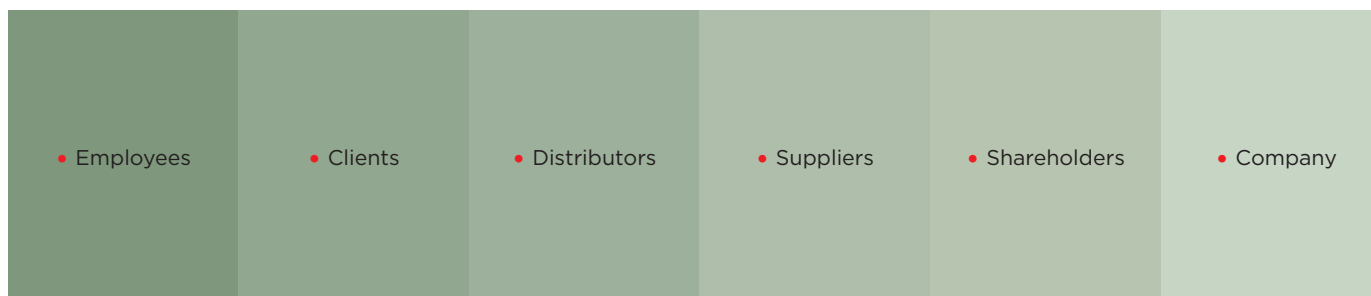 • Employees • Clients • Distributors • Suppliers • Shareholders • Company